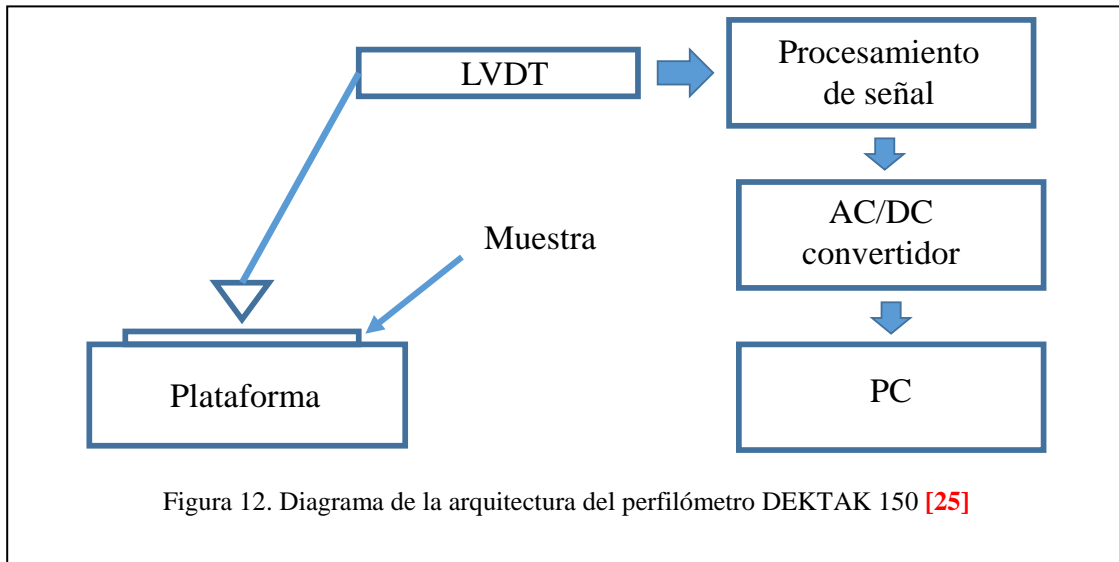 LVDT
Procesamiento
de señal
AC/DC
convertidor
Muestra
Plataforma
PC
Figura 12. Diagrama de la arquitectura del perfilómetro DEKTAK 150 [25]